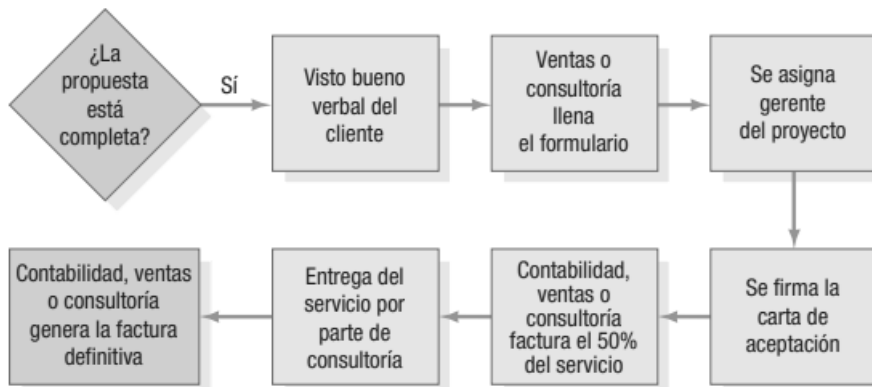 ¿La
propuesta
está
completa?
Sí
Visto bueno
verbal del
cliente
Ventas o
consultoría
llena
el formulario
Se asigna
gerente
del proyecto
Se firma la
carta de
aceptación
Contabilidad,
ventas o
consultoría
factura el 50%
del servicio
Entrega del
servicio por
parte de
consultoría
Contabilidad, ventas
o consultoría
genera la factura
definitiva